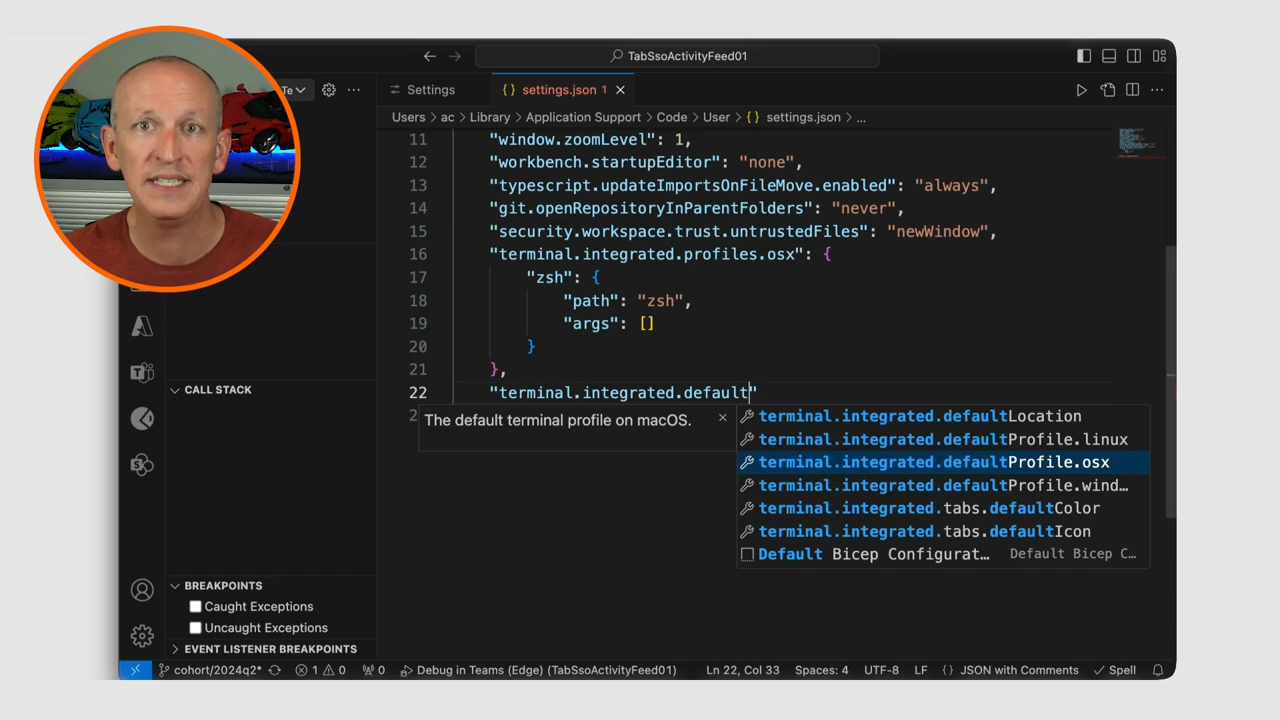 TabSsoActivityFeed01
Te
Settings
{} settings.json 1
Users > ac > Library > Application Support > Code > User > {} settings.json > ...
11 "window.zoomLevel": 1,
12 "workbench.startupEditor": "none",
13 "typescript.updateImportsOnFileMove.enabled": "always",
14 "git.openRepositoryInParentFolders": "never",
15 "security.workspace.trust.untrustedFiles": "newWindow",
16 "terminal.integrated.profiles.osx": {
17 "zsh": {
18 "path": "zsh",
19 "args": []
20 }
21 },
22 "terminal.integrated.default"
2
The default terminal profile on macOS.
terminal.integrated.defaultLocation
terminal.integrated.defaultProfile.linux
terminal.integrated.defaultProfile.osx
terminal.integrated.defaultProfile.wind…
terminal.integrated.tabs.defaultColor
terminal.integrated.tabs.defaultIcon
Default Bicep Configurat… Default Bicep C…
CALL STACK
BREAKPOINTS
Caught Exceptions
Uncaught Exceptions
EVENT LISTENER BREAKPOINTS
cohort/2024q2* 1 0 0 Debug in Teams (Edge) (TabSsoActivityFeed01) Ln 22, Col 33 Spaces: 4 UTF-8 LF {} JSON with Comments Spell